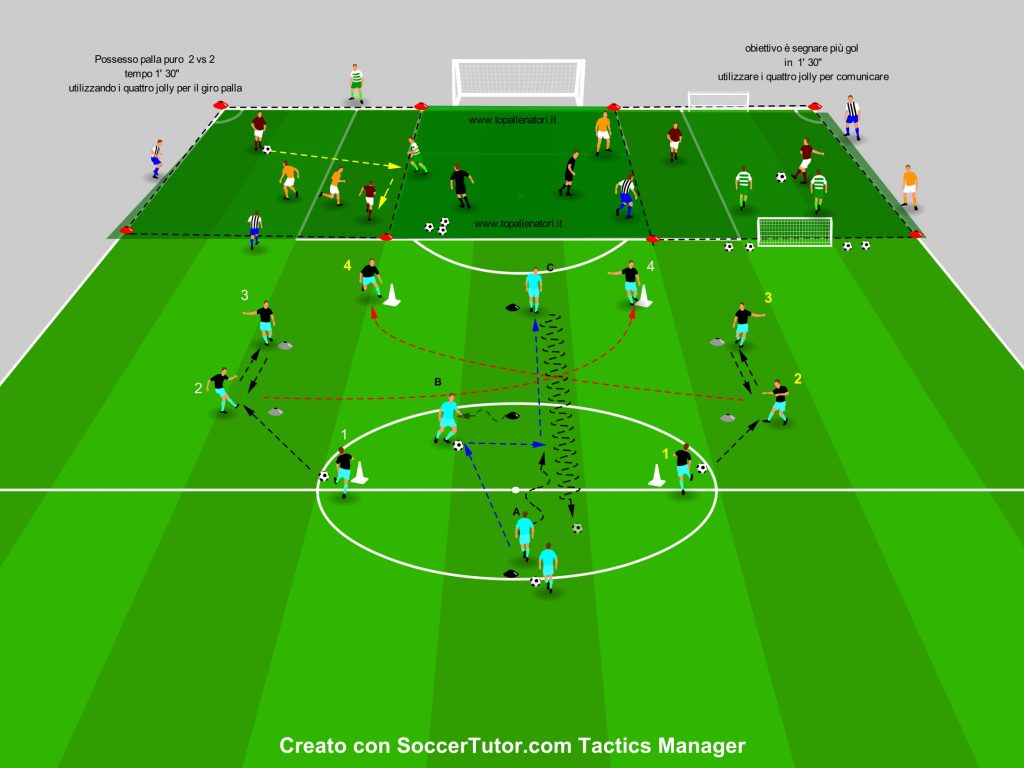 Possesso palla puro 2 vs 2
tempo 1' 30"
utilizzando i quattro jolly per il giro palla
obiettivo è segnare più gol
in 1' 30"
utilizzare i quattro jolly per comunicare
www.topallenatori.it
www.topallenatori.it
4
C
4
3
3
2
B
2
1
1
A
Creato con SoccerTutor.com Tactics Manager